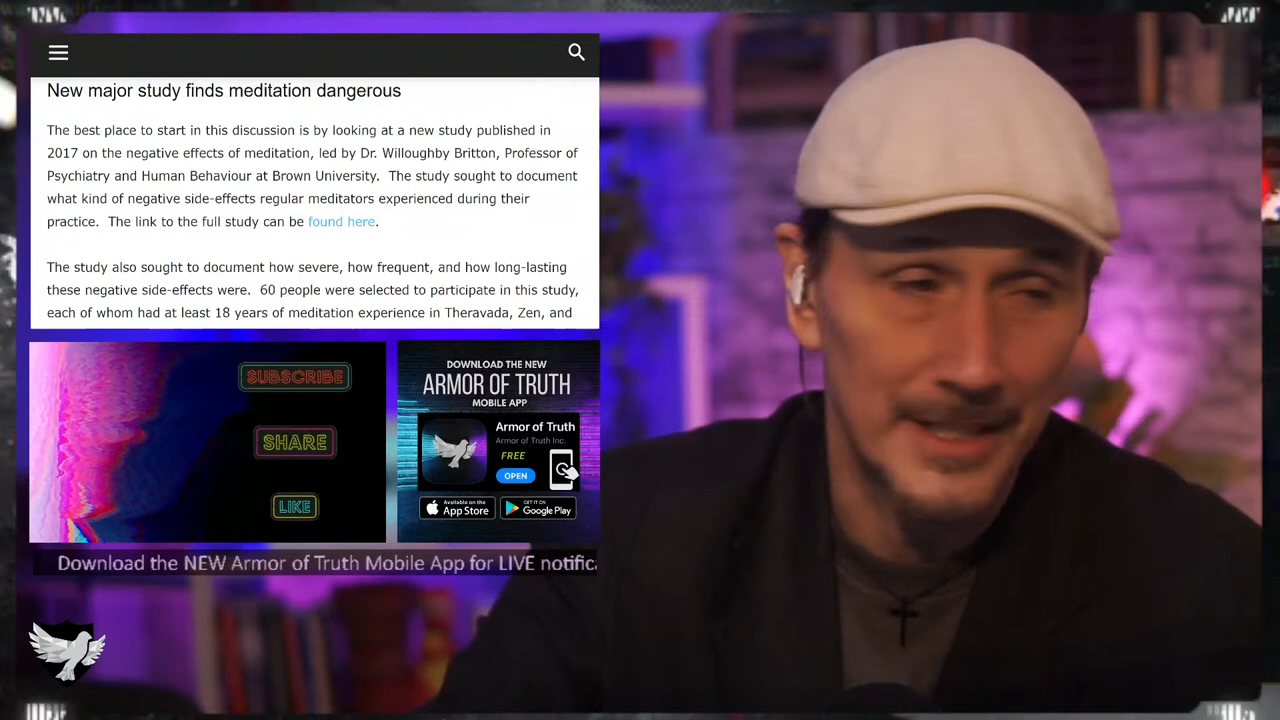 New major study finds meditation dangerous
The best place to start in this discussion is by looking at a new study published in
2017 on the negative effects of meditation, led by Dr. Willoughby Britton, Professor of
Psychiatry and Human Behaviour at Brown University.  The study sought to document
what kind of negative side-effects regular meditators experienced during their
practice.  The link to the full study can be found here.
The study also sought to document how severe, how frequent, and how long-lasting
these negative side-effects were.  60 people were selected to participate in this study,
each of whom had at least 18 years of meditation experience in Theravada, Zen, and
SUBSCRIBE
SHARE
LIKE
DOWNLOAD THE NEW
ARMOR OF TRUTH
MOBILE APP
Armor of Truth
Armor of Truth Inc.
FREE
OPEN
Available on the
App Store
GET IT ON
Google Play
Download the NEW Armor of Truth Mobile App for LIVE notifica